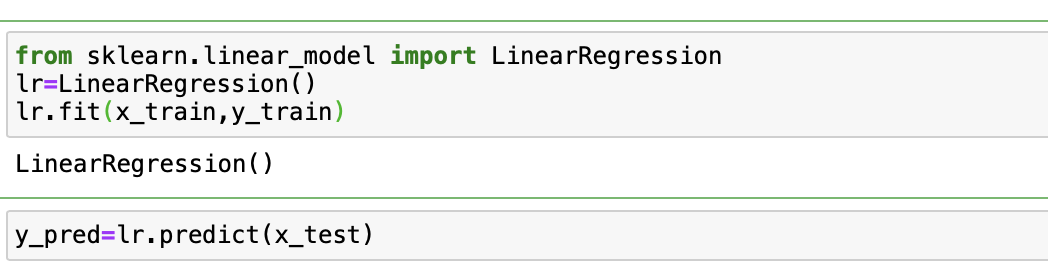 from sklearn.linear_model import LinearRegression
lr=LinearRegression()
lr.fit(x_train,y_train)
LinearRegression()
y_pred=lr.predict(x_test)